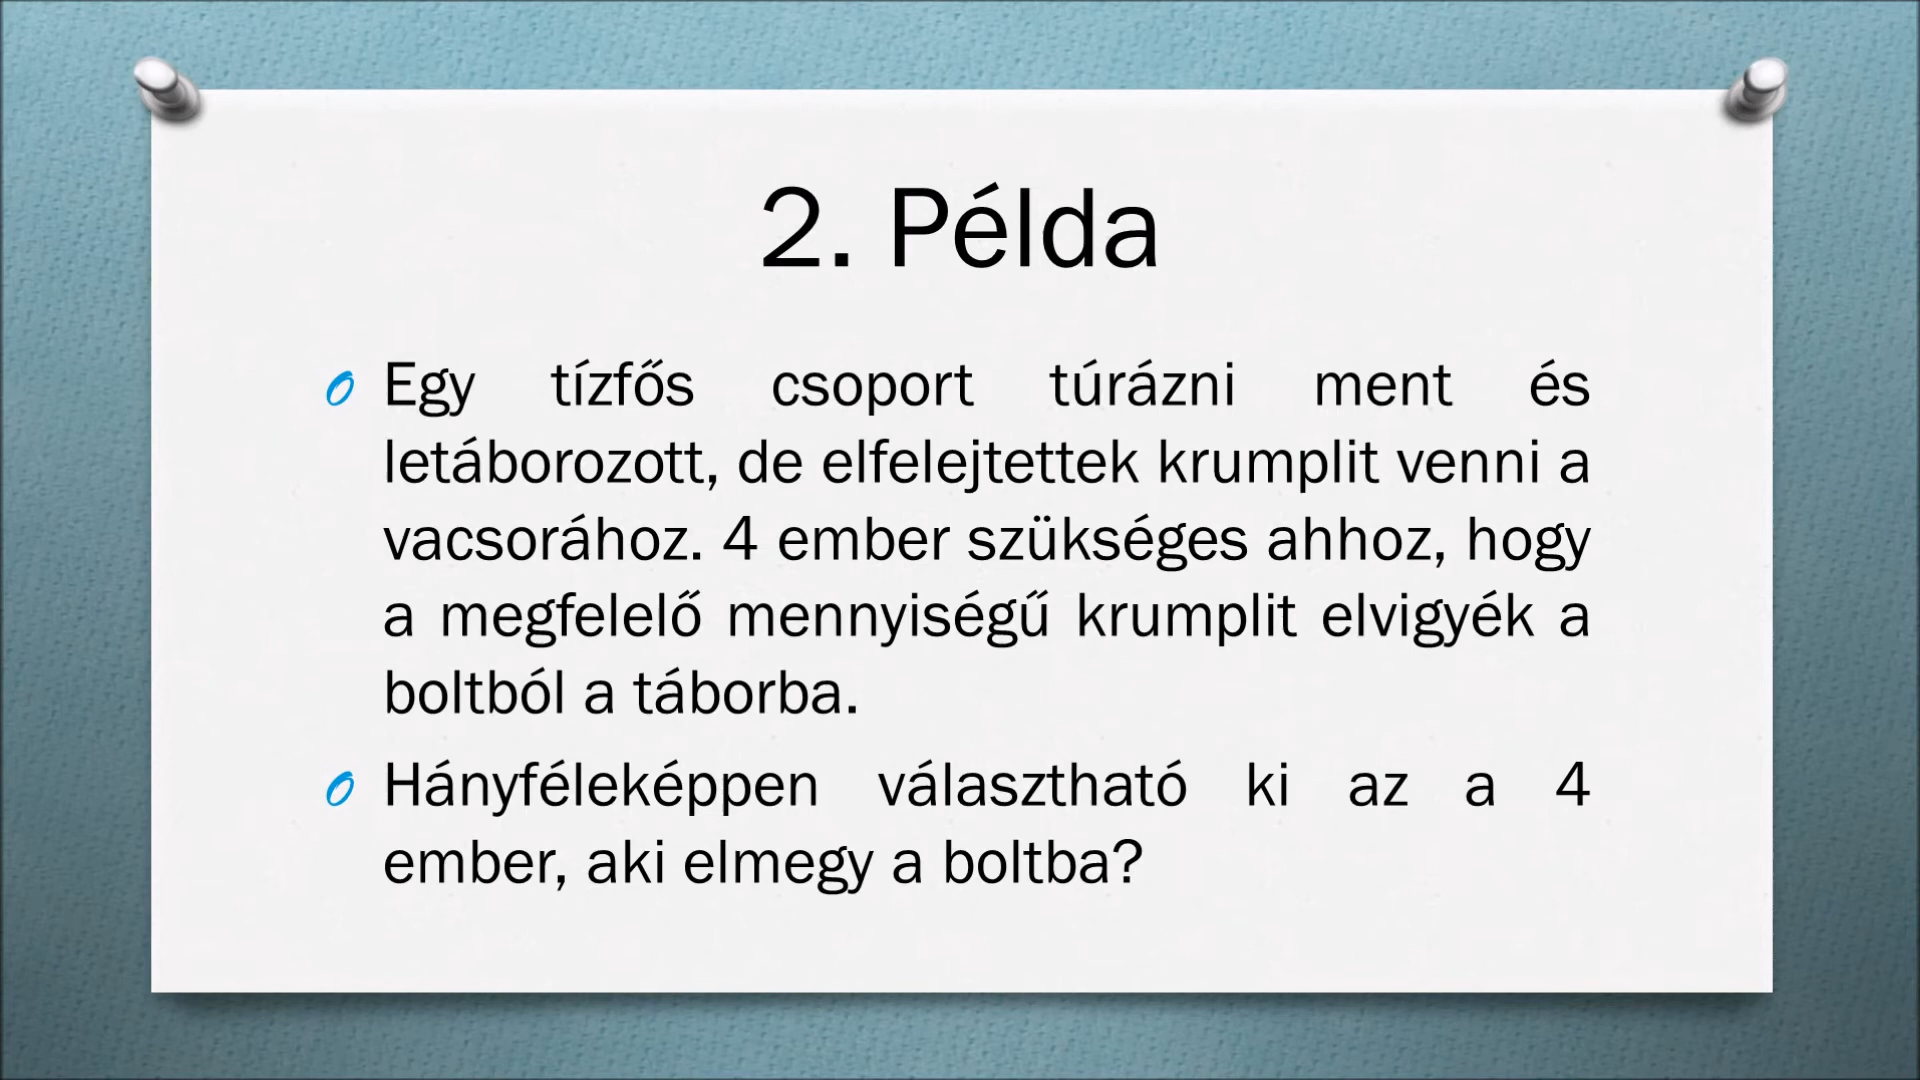 2. Példa
Egy tízfős csoport túrázni ment és
letáborozott, de elfelejtettek krumplit venni a
vacsorához. 4 ember szükséges ahhoz, hogy
a megfelelő mennyiségű krumplit elvigyék a
boltból a táborba.
Hányféleképpen választható ki az a 4
ember, aki elmegy a boltba?